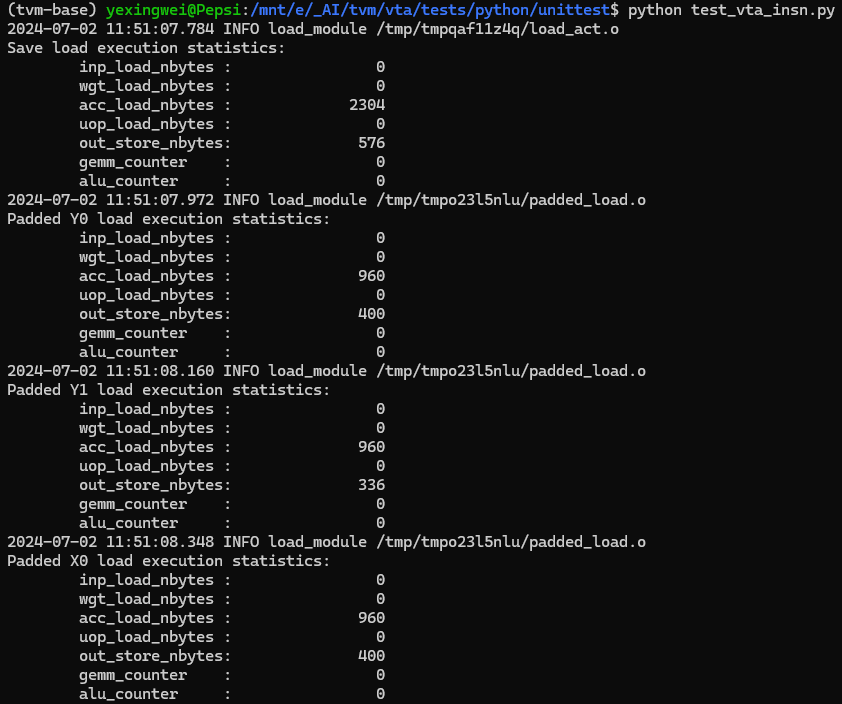 (tvm-base) yexingwei@Pepsi:/mnt/e/_AI/tvm/vta/tests/python/unittest$ python test_vta_insn.py
2024-07-02 11:51:07.784 INFO load_module /tmp/tmpqaf11z4q/load_act.o
Save load execution statistics:
        inp_load_nbytes :                0
        wgt_load_nbytes :                0
        acc_load_nbytes :             2304
        uop_load_nbytes :                0
        out_store_nbytes:              576
        gemm_counter    :                0
        alu_counter     :                0
2024-07-02 11:51:07.972 INFO load_module /tmp/tmpo23l5nlu/padded_load.o
Padded Y0 load execution statistics:
        inp_load_nbytes :                0
        wgt_load_nbytes :                0
        acc_load_nbytes :              960
        uop_load_nbytes :                0
        out_store_nbytes:              400
        gemm_counter    :                0
        alu_counter     :                0
2024-07-02 11:51:08.160 INFO load_module /tmp/tmpo23l5nlu/padded_load.o
Padded Y1 load execution statistics:
        inp_load_nbytes :                0
        wgt_load_nbytes :                0
        acc_load_nbytes :              960
        uop_load_nbytes :                0
        out_store_nbytes:              336
        gemm_counter    :                0
        alu_counter     :                0
2024-07-02 11:51:08.348 INFO load_module /tmp/tmpo23l5nlu/padded_load.o
Padded X0 load execution statistics:
        inp_load_nbytes :                0
        wgt_load_nbytes :                0
        acc_load_nbytes :              960
        uop_load_nbytes :                0
        out_store_nbytes:              400
        gemm_counter    :                0
        alu_counter     :                0